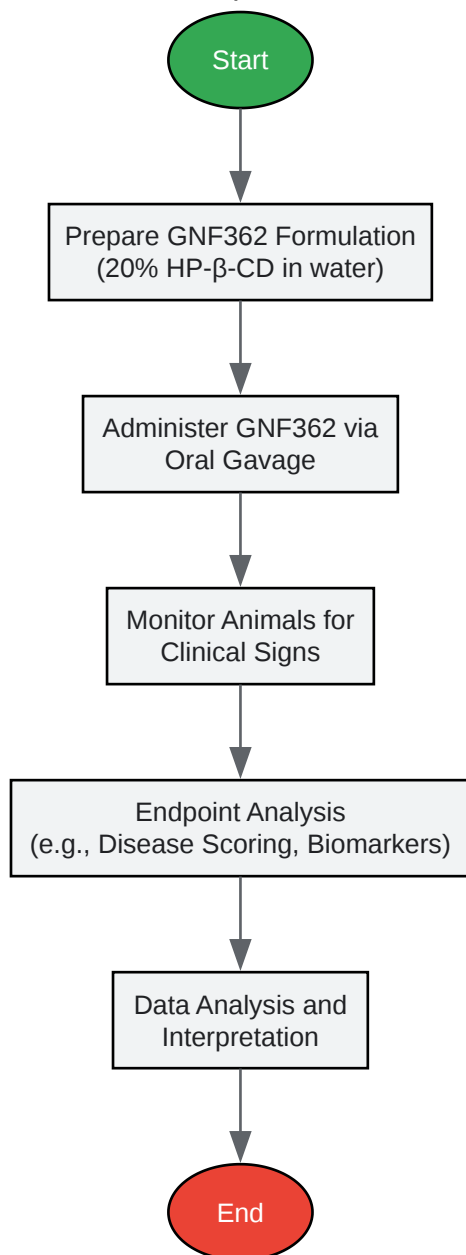 Start
Prepare GNF362 Formulation
(20% HP-β-CD in water)
Administer GNF362 via
Oral Gavage
Monitor Animals for
Clinical Signs
Endpoint Analysis
(e.g., Disease Scoring, Biomarkers)
Data Analysis and
Interpretation
End